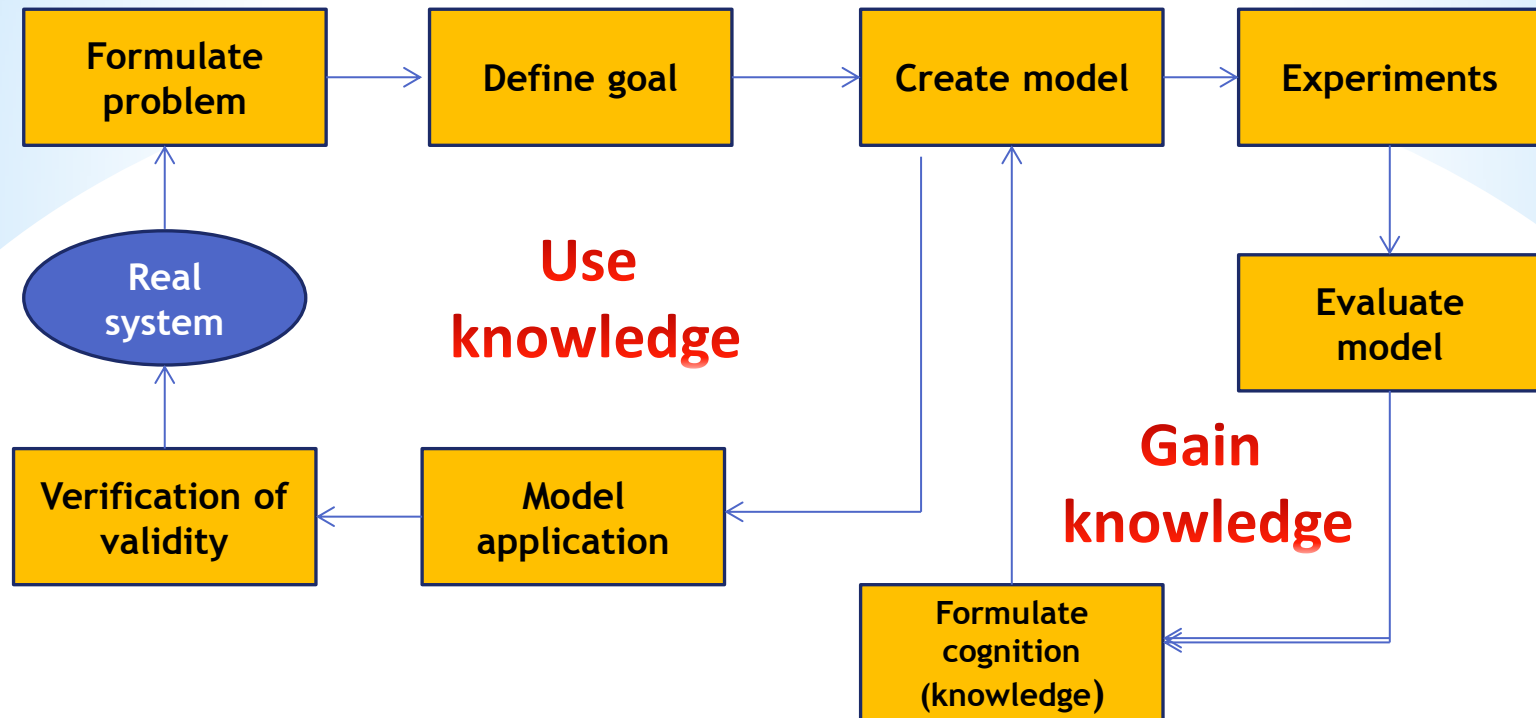 Formulate
problem
Define goal
Create model
Experiments
Real
system
Use
knowledge
Evaluate
model
Gain
knowledge
Verification of
validity
Model
application
Formulate
cognition
(knowledge)